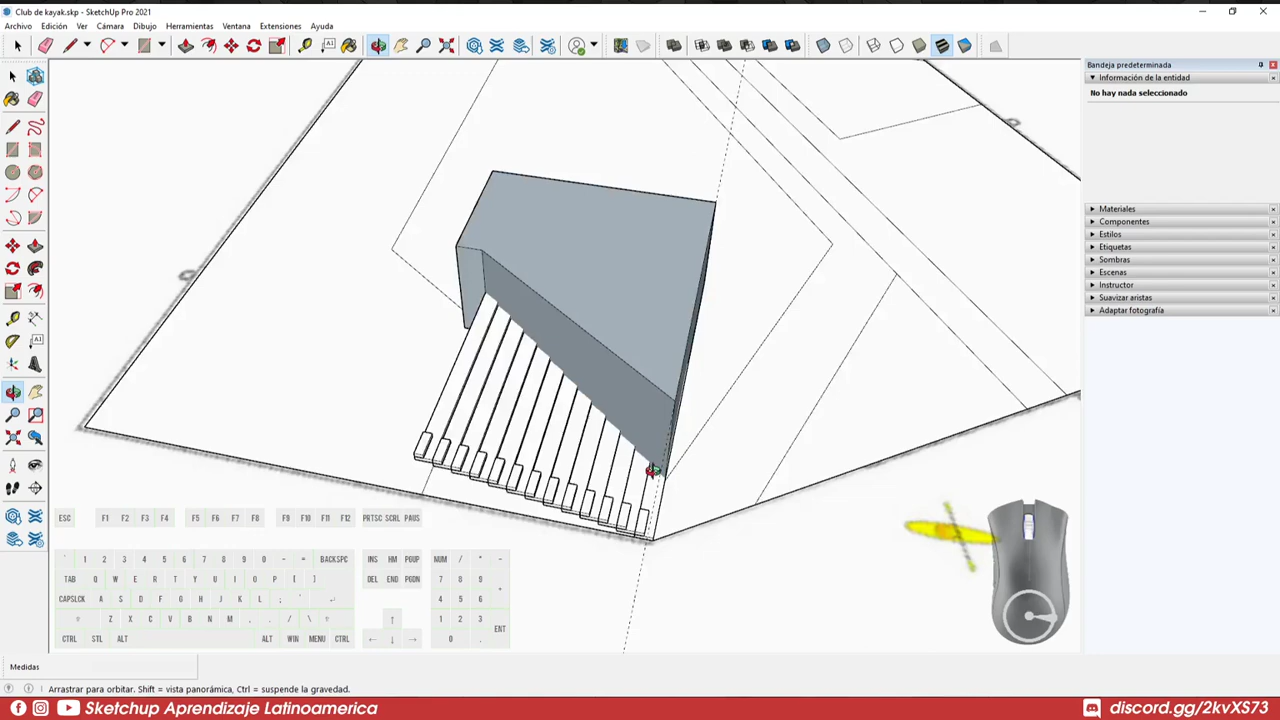 Club de kayak.skp - SketchUp Pro 2021
Archivo Edición Ver Cámara Dibujo Herramientas Ventana Extensiones Ayuda
Bandeja predeterminada
Información de la entidad
No hay nada seleccionado
Materiales
Componentes
Estilos
Etiquetas
Sombras
Escenas
Instructor
Suavizar aristas
Adaptar fotografía
ESC F1 F2 F3 F4 F5 F6 F7 F8 F9 F10 F11 F12 PRTSC SCRL PAUS
` 1 2 3 4 5 6 7 8 9 0 - = BACKSPC INS HM PGUP NUM / * -
TAB Q W E R T Y U I O P [ ] DEL END PGDN 7 8 9
CAPSLCK A S D F G H J K L ; ' ↵ 4 5 6 +
⇧ Z X C V B N M , . / \ ⇧ ↑ 1 2 3 ENT
CTRL STL ALT ALT WIN MENU CTRL ← ↓ → 0 .
Medidas
Arrastrar para orbitar. Shift = vista panorámica, Ctrl = suspende la gravedad.
Sketchup Aprendizaje Latinoamerica
discord.gg/2kvXS73